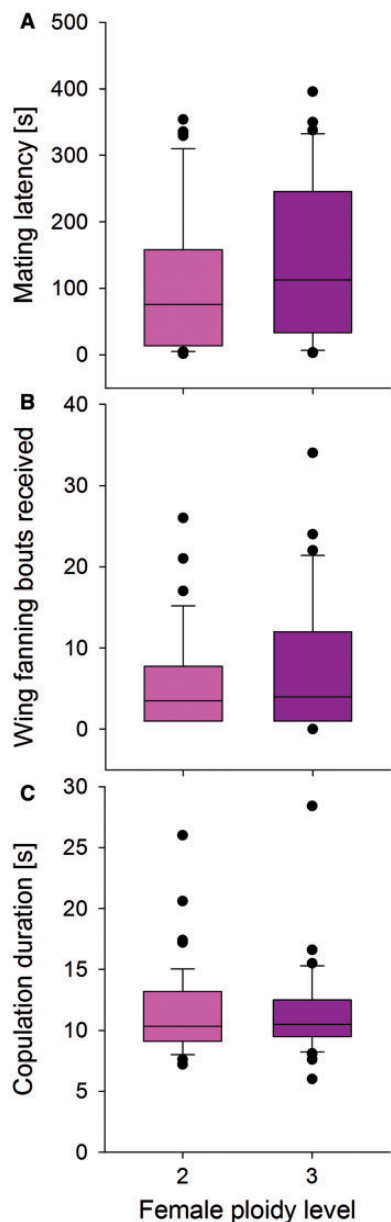 A
Mating latency [s]
500
400
300
200
100
0
B
Wing fanning bouts received
40
30
20
10
0
C
Copulation duration [s]
30
25
20
15
10
5
0
2 3
Female ploidy level